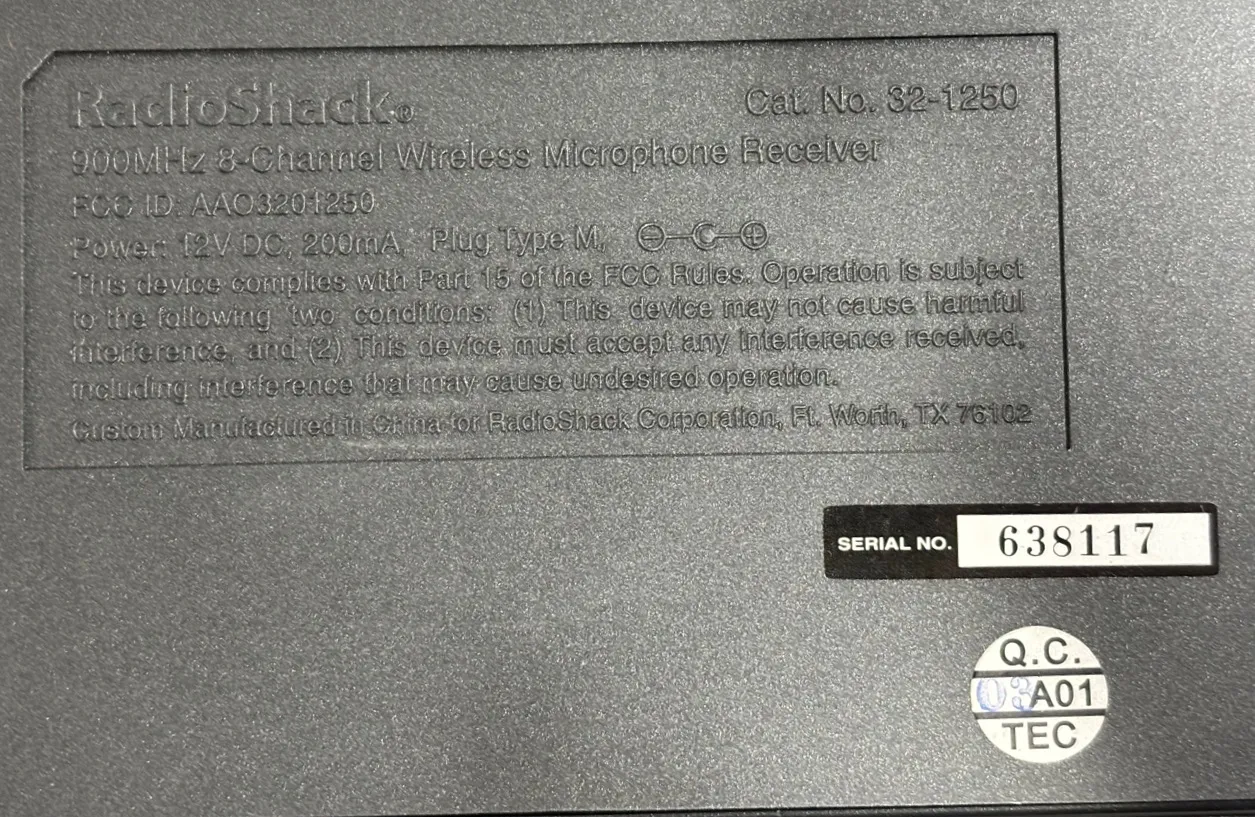 RadioShack®
Cat. No. 32-1250
900MHz 8-Channel Wireless Microphone Receiver
FCC ID: AAO3201250
Power: 12V DC, 200mA, Plug Type M,
This device complies with Part 15 of the FCC Rules. Operation is subject
to the following two conditions: (1) This device may not cause harmful
interference, and (2) This device must accept any interference received,
including interference that may cause undesired operation.
Custom Manufactured in China for RadioShack Corporation, Ft. Worth, TX 76102
SERIAL NO. 638117
Q.C.
03A01
TEC